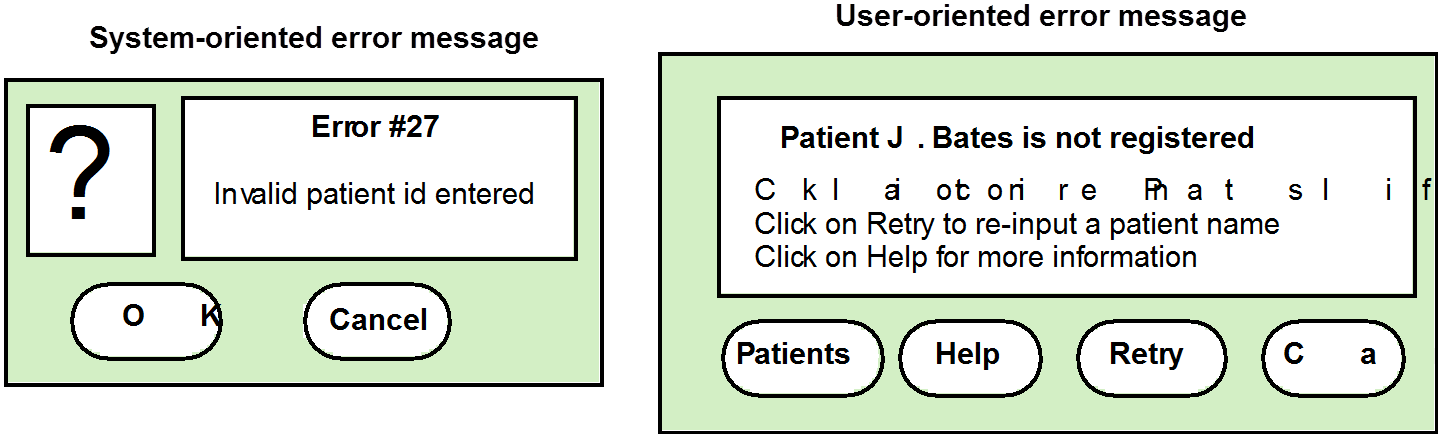 System-oriented error message
?
Error #27
Invalid patient id entered
OK
Cancel
User-oriented error message
Patient J. Bates is not registered
Click on Retry to re-input a patient name
Click on Help for more information
Patients
Help
Retry
C a